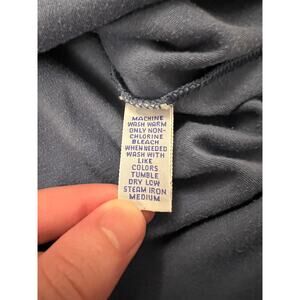 MACHINE
WASH WARM
ONLY NON-
CHLORINE
BLEACH
WHEN NEEDED
WASH WITH
LIKE
COLORS
TUMBLE
DRY LOW
STEAM IRON
MEDIUM